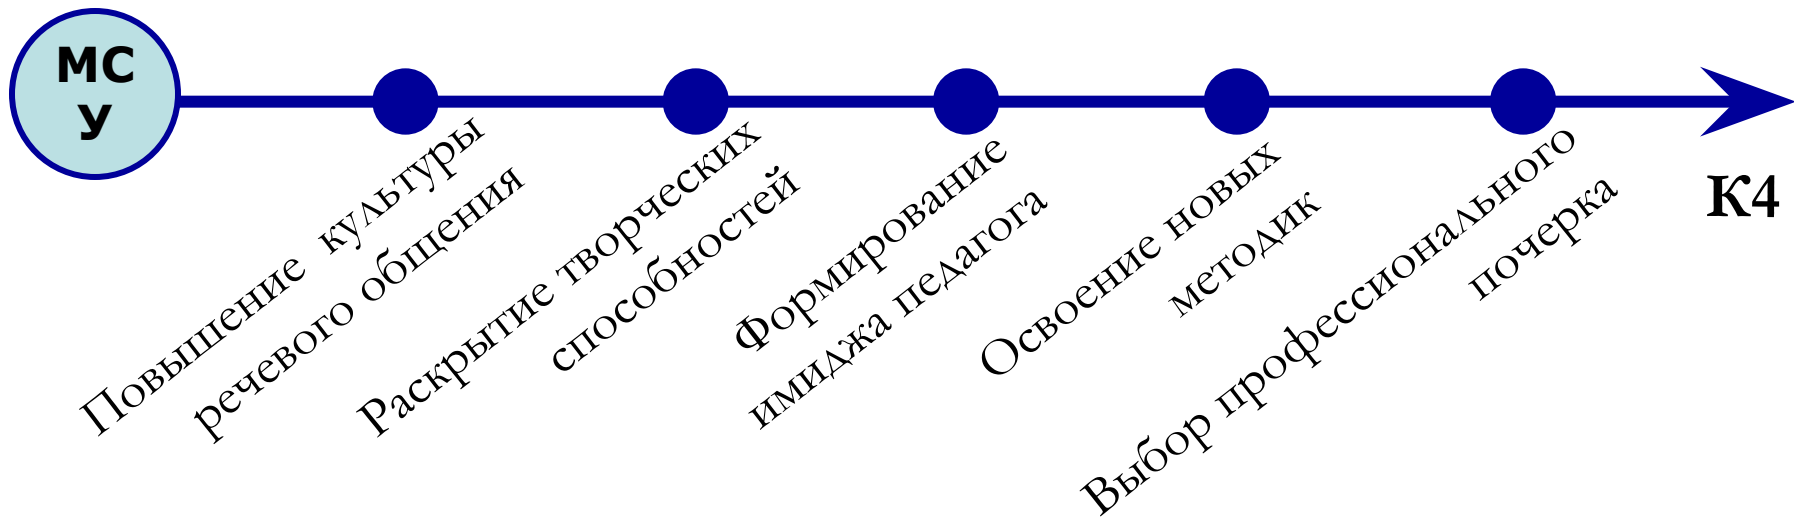 МС
У
Повышение культуры
речевого общения
Раскрытие творческих
способностей
Формирование
имиджа педагога
Освоение новых
методик
Выбор профессионального
почерка
К4